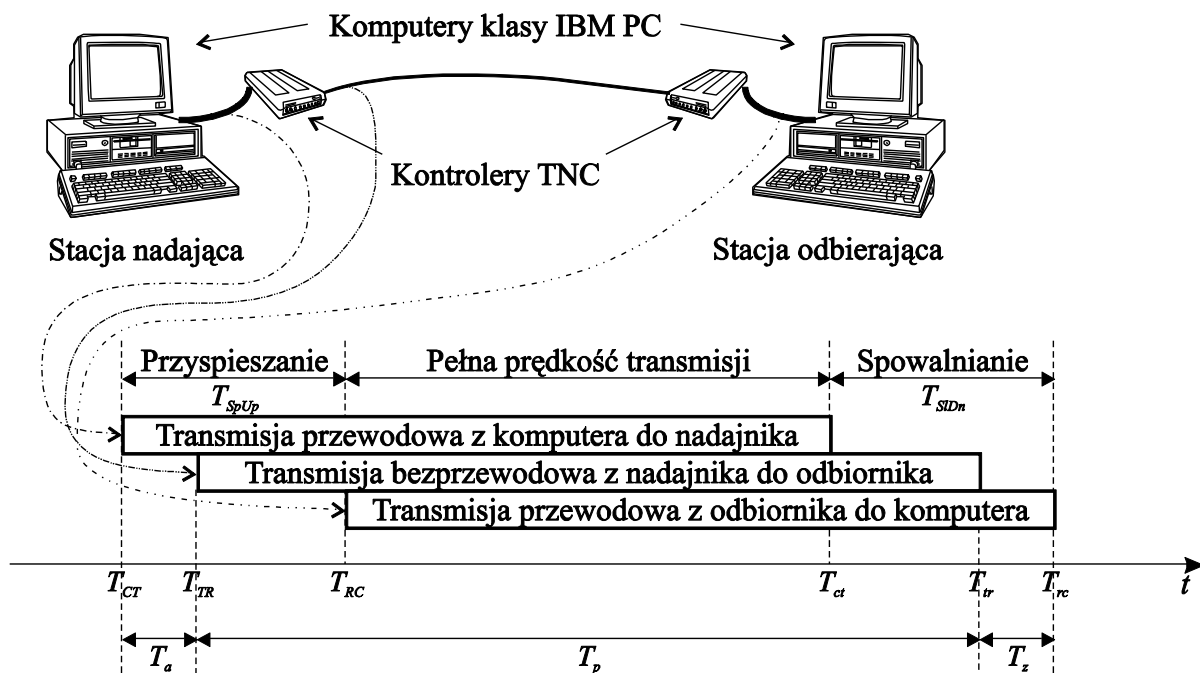 Komputery klasy IBM PC
Kontrolery TNC
Stacja nadająca
Stacja odbierająca
Przyspieszanie
Pełna prędkość transmisji
Spowalnianie
T_SpUp
T_SlDn
Transmisja przewodowa z komputera do nadajnika
Transmisja bezprzewodowa z nadajnika do odbiornika
Transmisja przewodowa z odbiornika do komputera
T_CT
T_TR
T_RC
T_ct
T_tr
T_rc
t
T_a
T_p
T_z